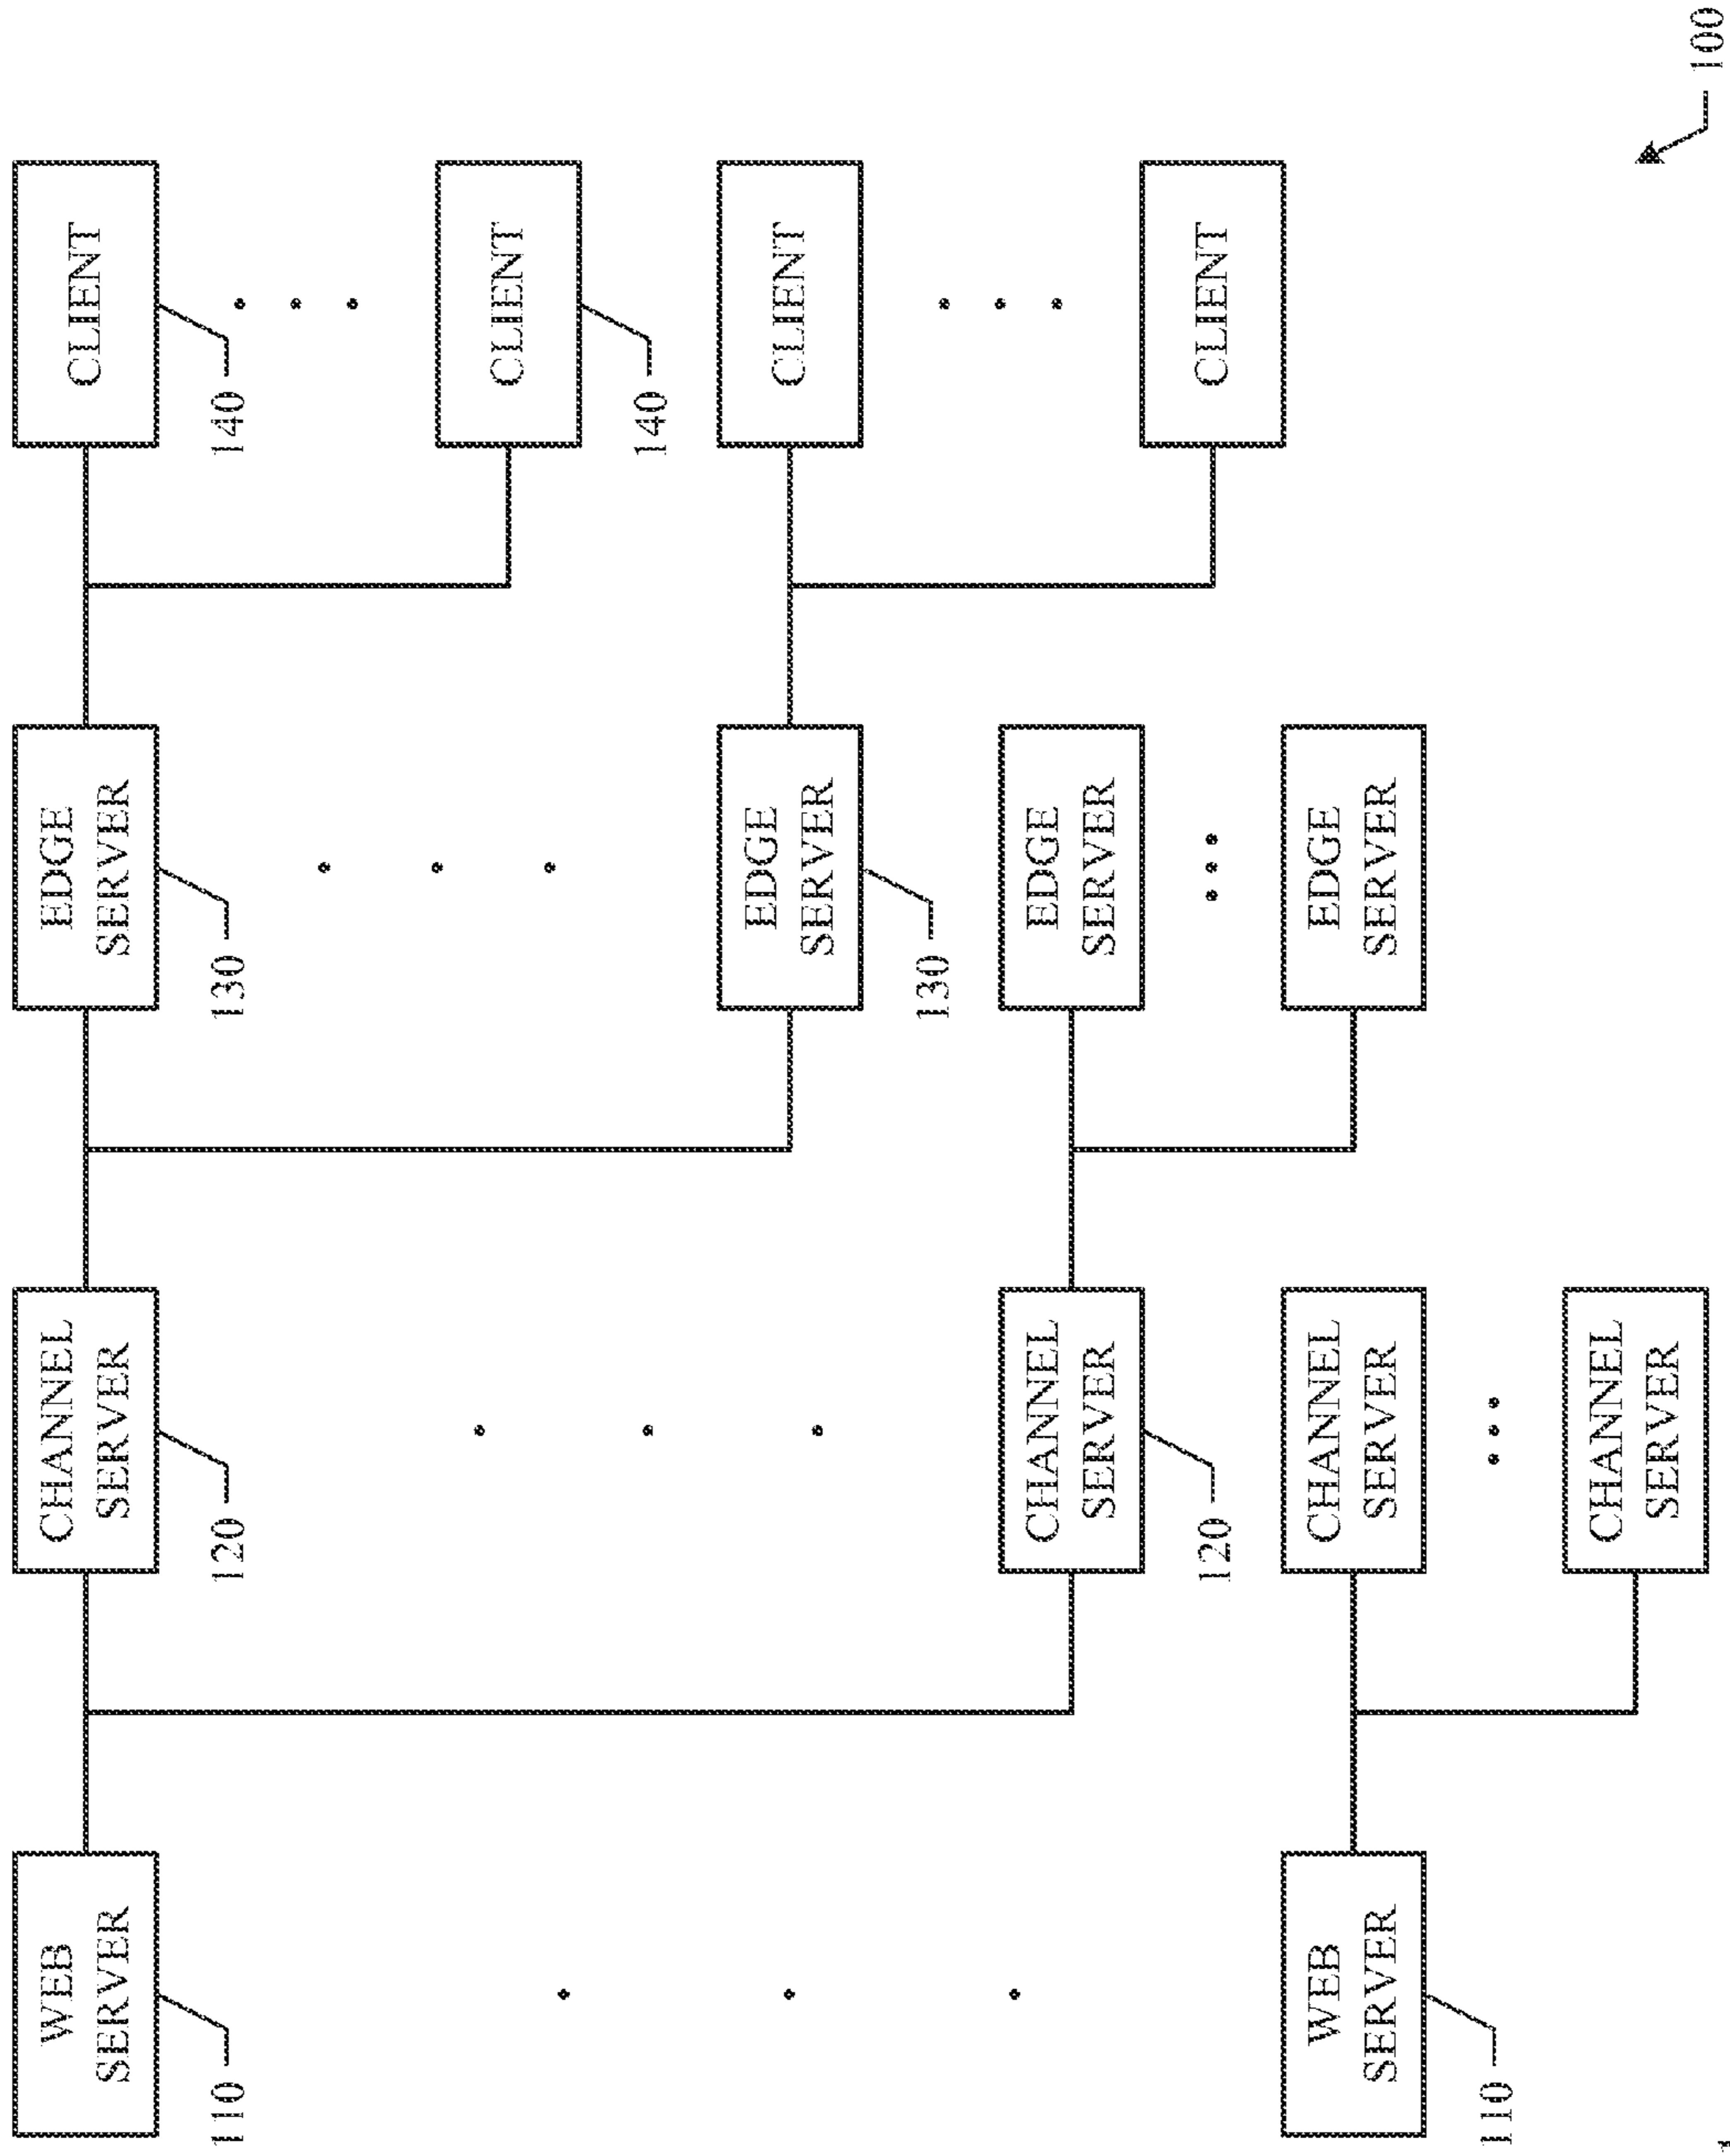 WEB
SERVER
CHANNEL
SERVER
EDGE
SERVER
CLIENT
110
120
130
140
CLIENT
140
EDGE
SERVER
CLIENT
130
CHANNEL
SERVER
EDGE
SERVER
120
CLIENT
WEB
SERVER
CHANNEL
SERVER
EDGE
SERVER
110
CHANNEL
SERVER
100